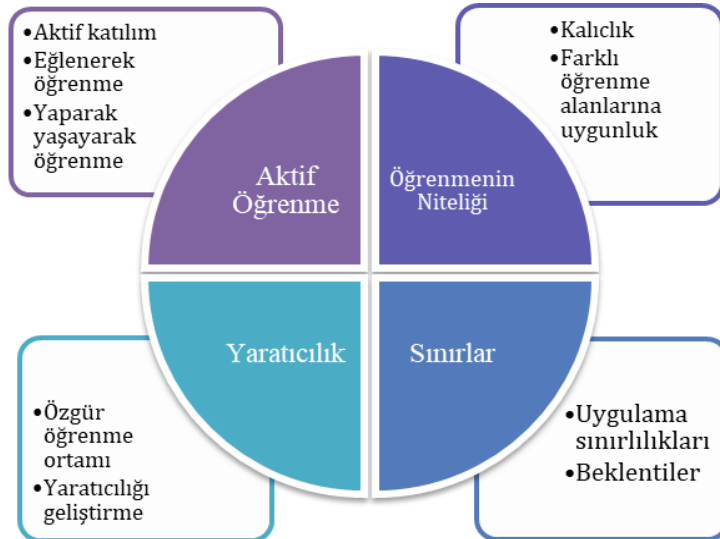 •Aktif katılım
•Eğlenerek
öğrenme
•Yaparak
yaşayarak
öğrenme
•Kalıclık
•Farklı
öğrenme
alanlarına
uygunluk
Aktif
Öğrenme
Öğrenmenin
Niteliği
Yaratıcılık
Sınırlar
•Özgür
öğrenme
ortamı
•Yaratıcılığı
geliştirme
•Uygulama
sınırlılıkları
•Beklentiler